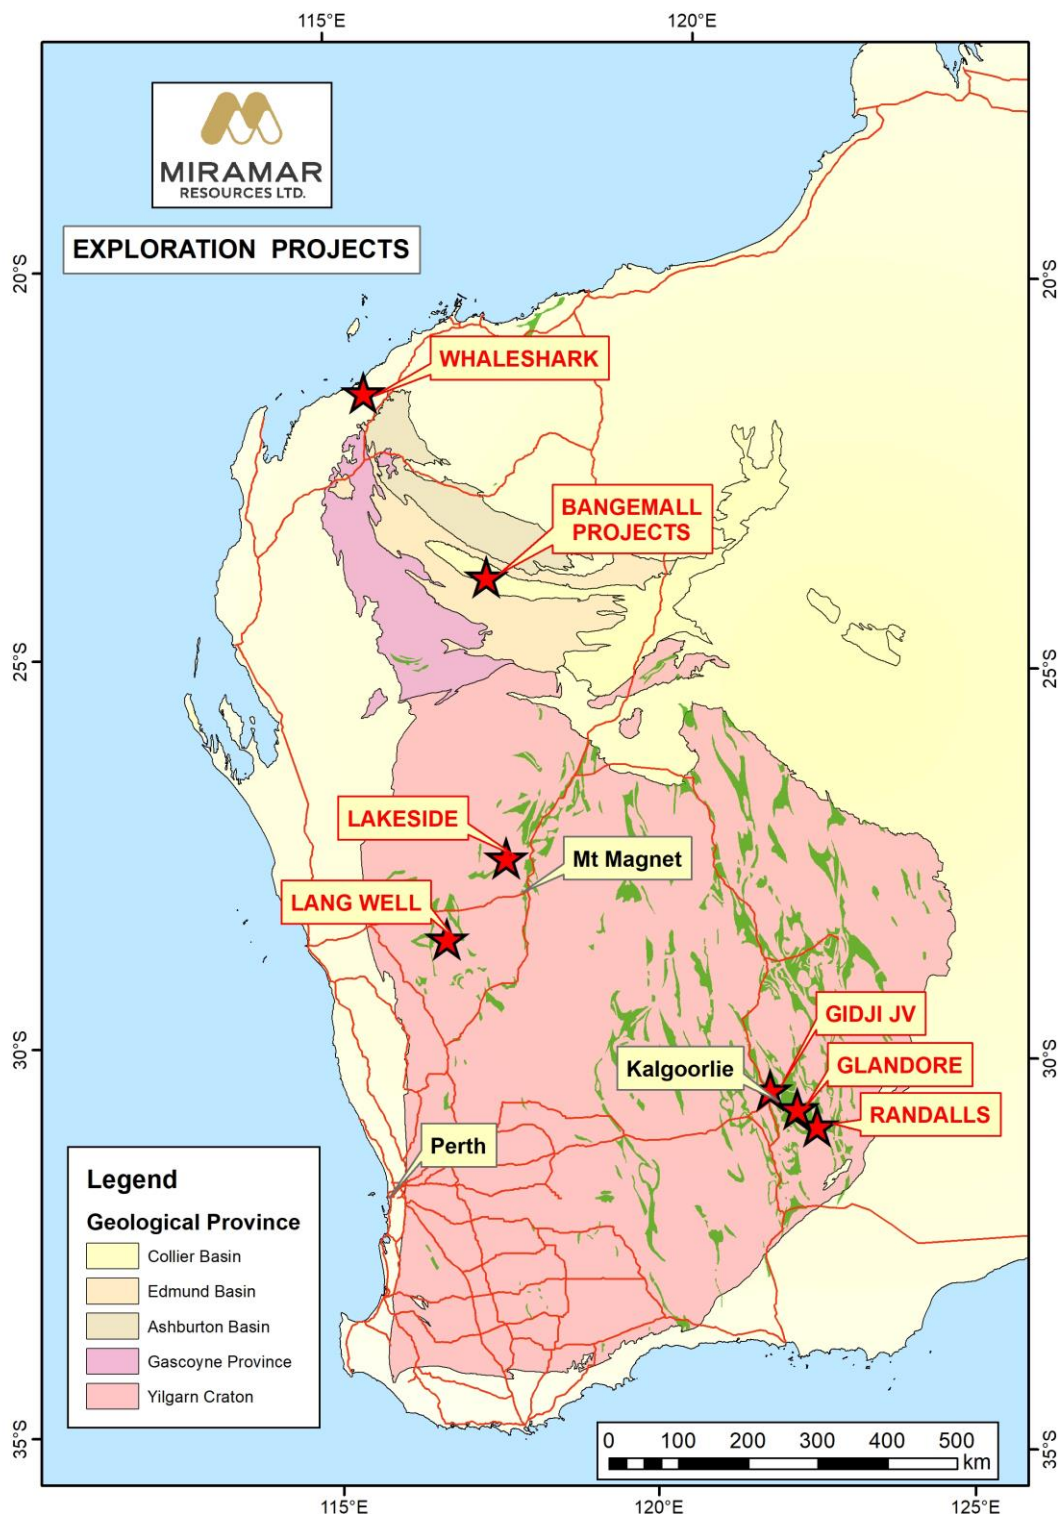 115°E
120°E
MIRAMAR
RESOURCES LTD.
EXPLORATION PROJECTS
20°S
20°S
WHALESHARK
BANGEMALL
PROJECTS
25°S
25°S
LAKESIDE
Mt Magnet
LANG WELL
GIDJI JV
30°S
30°S
Kalgoorlie
GLANDORE
RANDALLS
Perth
Legend
Geological Province
Collier Basin
Edmund Basin
Ashburton Basin
Gascoyne Province
Yilgarn Craton
0 100 200 300 400 500
km
35°S
35°S
115°E
120°E
125°E